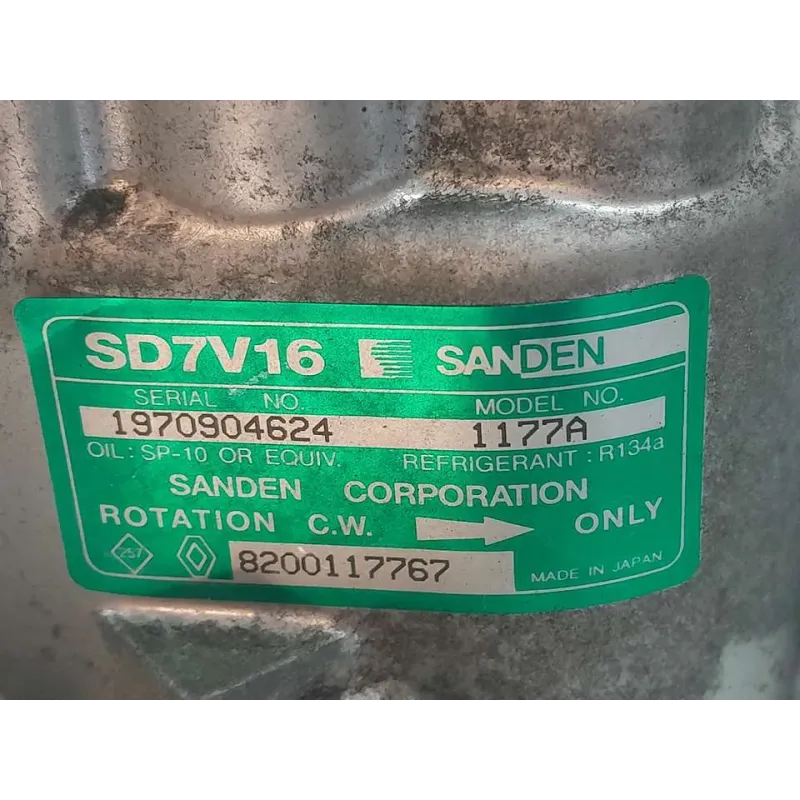 SD7V16 SANDEN
SERIAL NO. MODEL NO.
1970904624 1177A
OIL: SP-10 OR EQUIV. REFRIGERANT : R134a
SANDEN CORPORATION
ROTATION C.W. ONLY
257 8200117767 MADE IN JAPAN